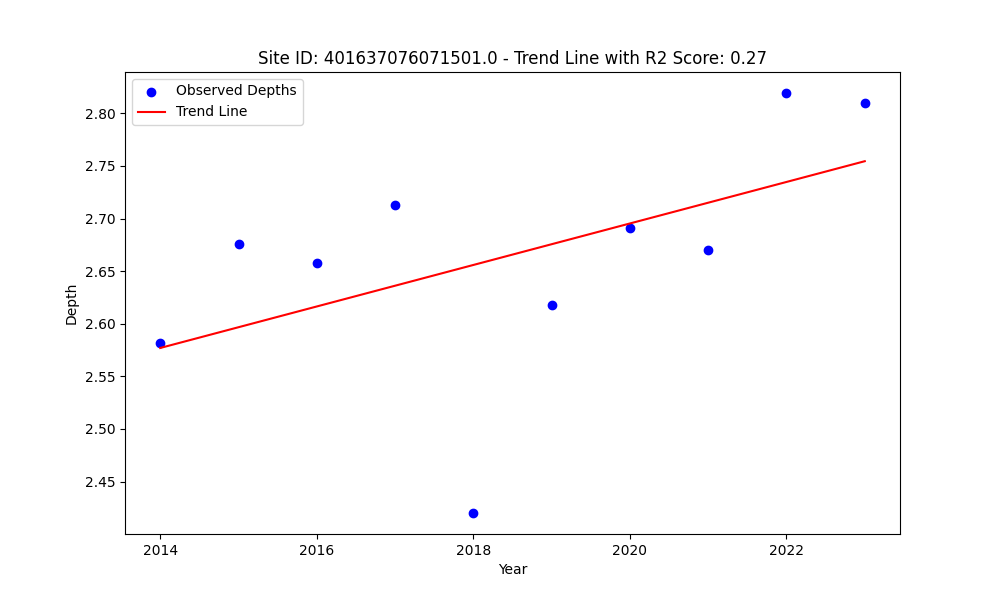 Site ID: 401637076071501.0 - Trend Line with R2 Score: 0.27
Observed Depths
Trend Line
2.80
2.75
2.70
2.65
2.60
2.55
2.50
2.45
Depth
2014
2016
2018
2020
2022
Year